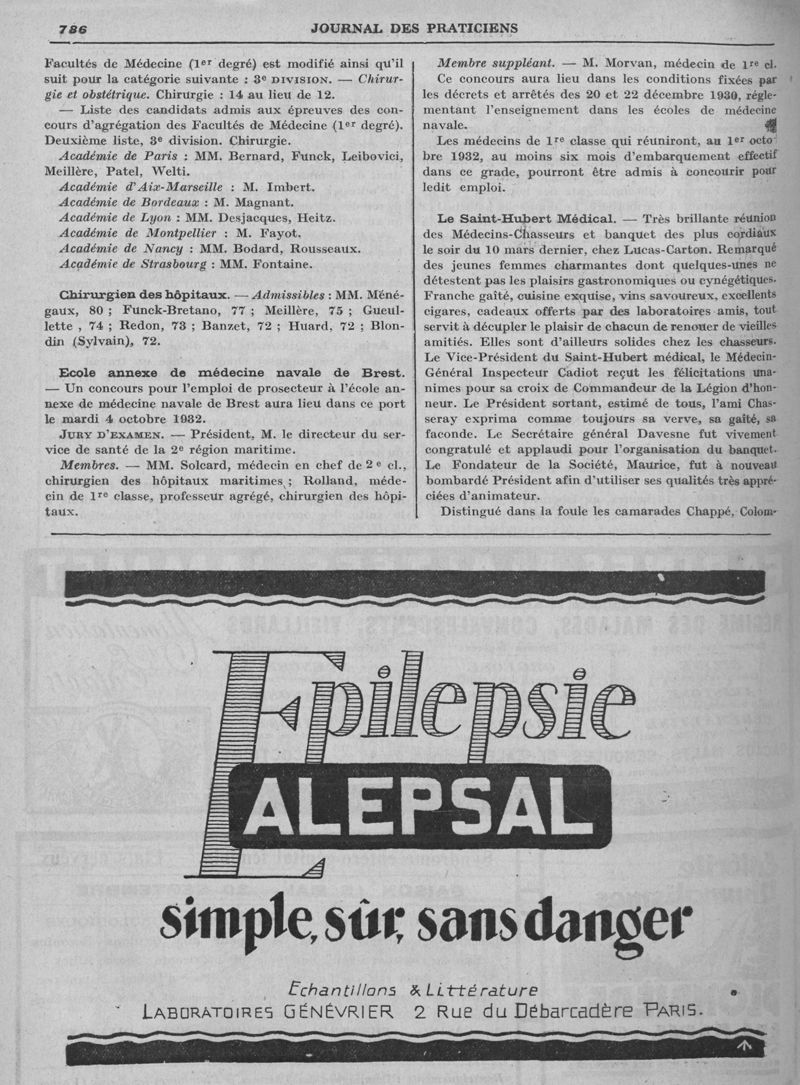 786
JOURNAL DES PRATICIENS
Facultés de Médecine (1er degré) est modifié ainsi qu'il
suit pour la catégorie suivante : 3e DIVISION. — Chirur-
gie et obstétrique. Chirurgie : 14 au lieu de 12.
— Liste des candidats admis aux épreuves des con-
cours d'agrégation des Facultés de Médecine (1er degré).
Deuxième liste, 3e division. Chirurgie.
Académie de Paris : MM. Bernard, Funck, Leibovici,
Meillère, Patel, Welti.
Académie d'Aix-Marseille : M. Imbert.
Académie de Bordeaux : M. Magnant.
Académie de Lyon : MM. Desjacques, Heitz.
Académie de Montpellier : M. Fayot.
Académie de Nancy : MM. Bodard, Rousseaux.
Académie de Strasbourg : MM. Fontaine.
Chirurgien des hôpitaux. — Admissibles : MM. Méné-
gaux, 80 ; Funck-Bretano, 77 ; Meillère, 75 ; Gueul-
lette , 74 ; Redon, 73 ; Banzet, 72 ; Huard, 72 ; Blon-
din (Sylvain), 72.
Ecole annexe de médecine navale de Brest.
— Un concours pour l'emploi de prosecteur à l'école an-
nexe de médecine navale de Brest aura lieu dans ce port
le mardi 4 octobre 1932.
JURY D'EXAMEN. — Président, M. le directeur du ser-
vice de santé de la 2e région maritime.
Membres. — MM. Solcard, médecin en chef de 2e cl.,
chirurgien des hôpitaux maritimes ; Rolland, méde-
cin de 1re classe, professeur agrégé, chirurgien des hôpi-
taux.
Membre suppléant. — M. Morvan, médecin de 1re cl.
Ce concours aura lieu dans les conditions fixées par
les décrets et arrêtés des 20 et 22 décembre 1930, régle-
mentant l'enseignement dans les écoles de médecine
navale.
Les médecins de 1re classe qui réuniront, au 1er octo-
bre 1932, au moins six mois d'embarquement effectif
dans ce grade, pourront être admis à concourir pour
ledit emploi.
Le Saint-Hubert Médical. — Très brillante réunion
des Médecins-Chasseurs et banquet des plus cordiaux
le soir du 10 mars dernier, chez Lucas-Carton. Remarqué
des jeunes femmes charmantes dont quelques-unes ne
détestent pas les plaisirs gastronomiques ou cynégétiques.
Franche gaîté, cuisine exquise, vins savoureux, excellents
cigares, cadeaux offerts par des laboratoires amis, tout
servit à décupler le plaisir de chacun de renouer de vieilles
amitiés. Elles sont d'ailleurs solides chez les chasseurs.
Le Vice-Président du Saint-Hubert médical, le Médecin-
Général Inspecteur Cadiot reçut les félicitations una-
nimes pour sa croix de Commandeur de la Légion d'hon-
neur. Le Président sortant, estimé de tous, l'ami Chas-
seray exprima comme toujours sa verve, sa gaîté, sa
faconde. Le Secrétaire général Davesne fut vivement
congratulé et applaudi pour l'organisation du banquet.
Le Fondateur de la Société, Maurice, fut à nouveau
bombardé Président afin d'utiliser ses qualités très appré-
ciées d'animateur.
Distingué dans la foule les camarades Chappé, Colom-
Epilepsie
ALEPSAL
simple, sûr, sans danger
Echantillons & Littérature
LABORATOIRES GÉNÉVRIER 2 Rue du Débarcadère PARIS.